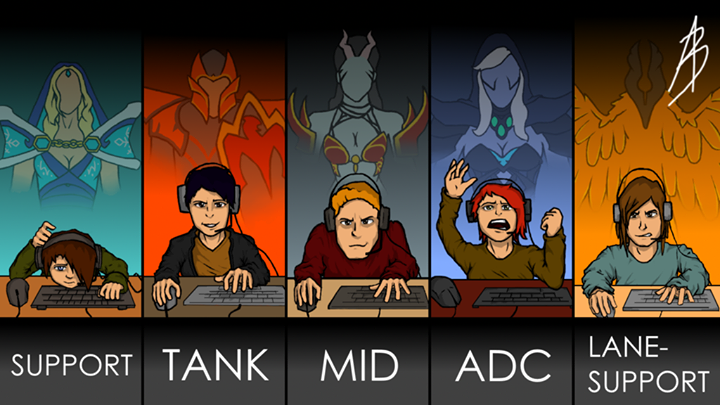 SUPPORT
TANK
MID
ADC
LANE-
SUPPORT